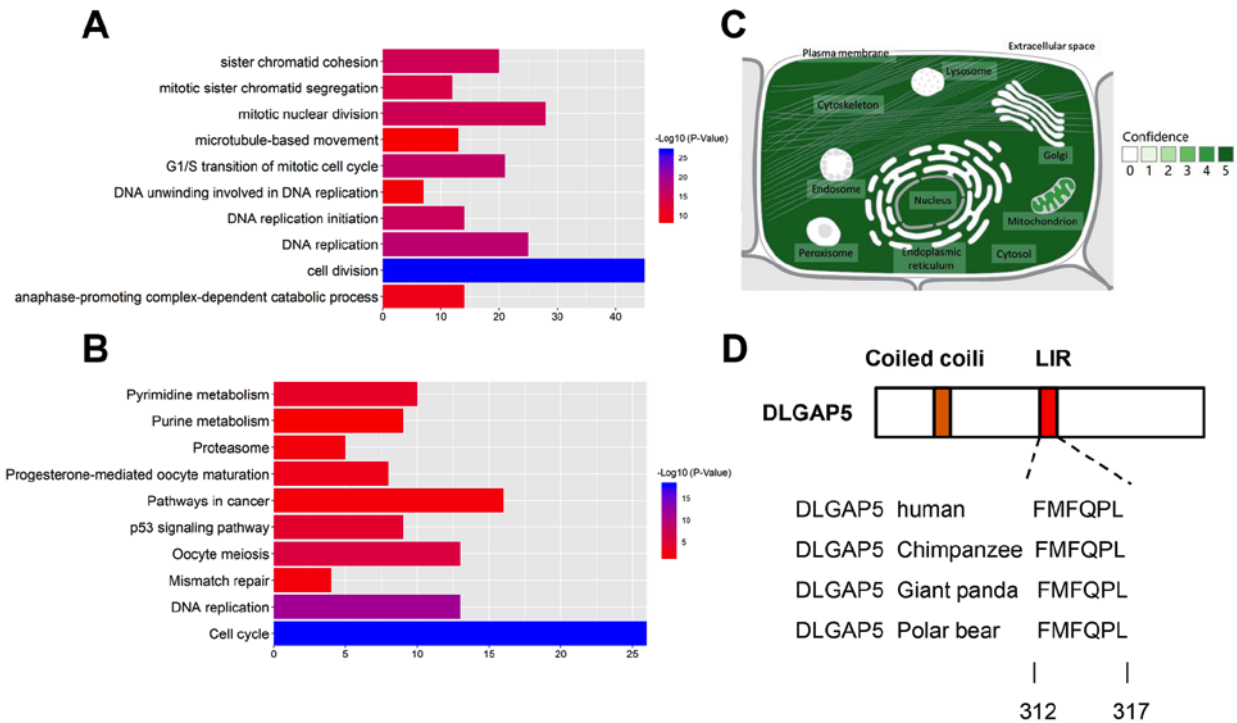 A
sister chromatid cohesion
mitotic sister chromatid segregation
mitotic nuclear division
microtubule-based movement
G1/S transition of mitotic cell cycle
DNA unwinding involved in DNA replication
DNA replication initiation
DNA replication
cell division
anaphase-promoting complex-dependent catabolic process
0 10 20 30 40
-Log10 (P-Value)
25
20
15
10
B
Pyrimidine metabolism
Purine metabolism
Proteasome
Progesterone-mediated oocyte maturation
Pathways in cancer
p53 signaling pathway
Oocyte meiosis
Mismatch repair
DNA replication
Cell cycle
0 5 10 15 20 25
-Log10 (P-Value)
15
10
5
C
Plasma membrane
Extracellular space
Lysosome
Cytoskeleton
Golgi
Endosome
Nucleus
Mitochondrion
Peroxisome
Endoplasmic
reticulum
Cytosol
Confidence
0 1 2 3 4 5
D
Coiled coili LIR
DLGAP5
DLGAP5 human FMFQPL
DLGAP5 Chimpanzee FMFQPL
DLGAP5 Giant panda FMFQPL
DLGAP5 Polar bear FMFQPL
312 317